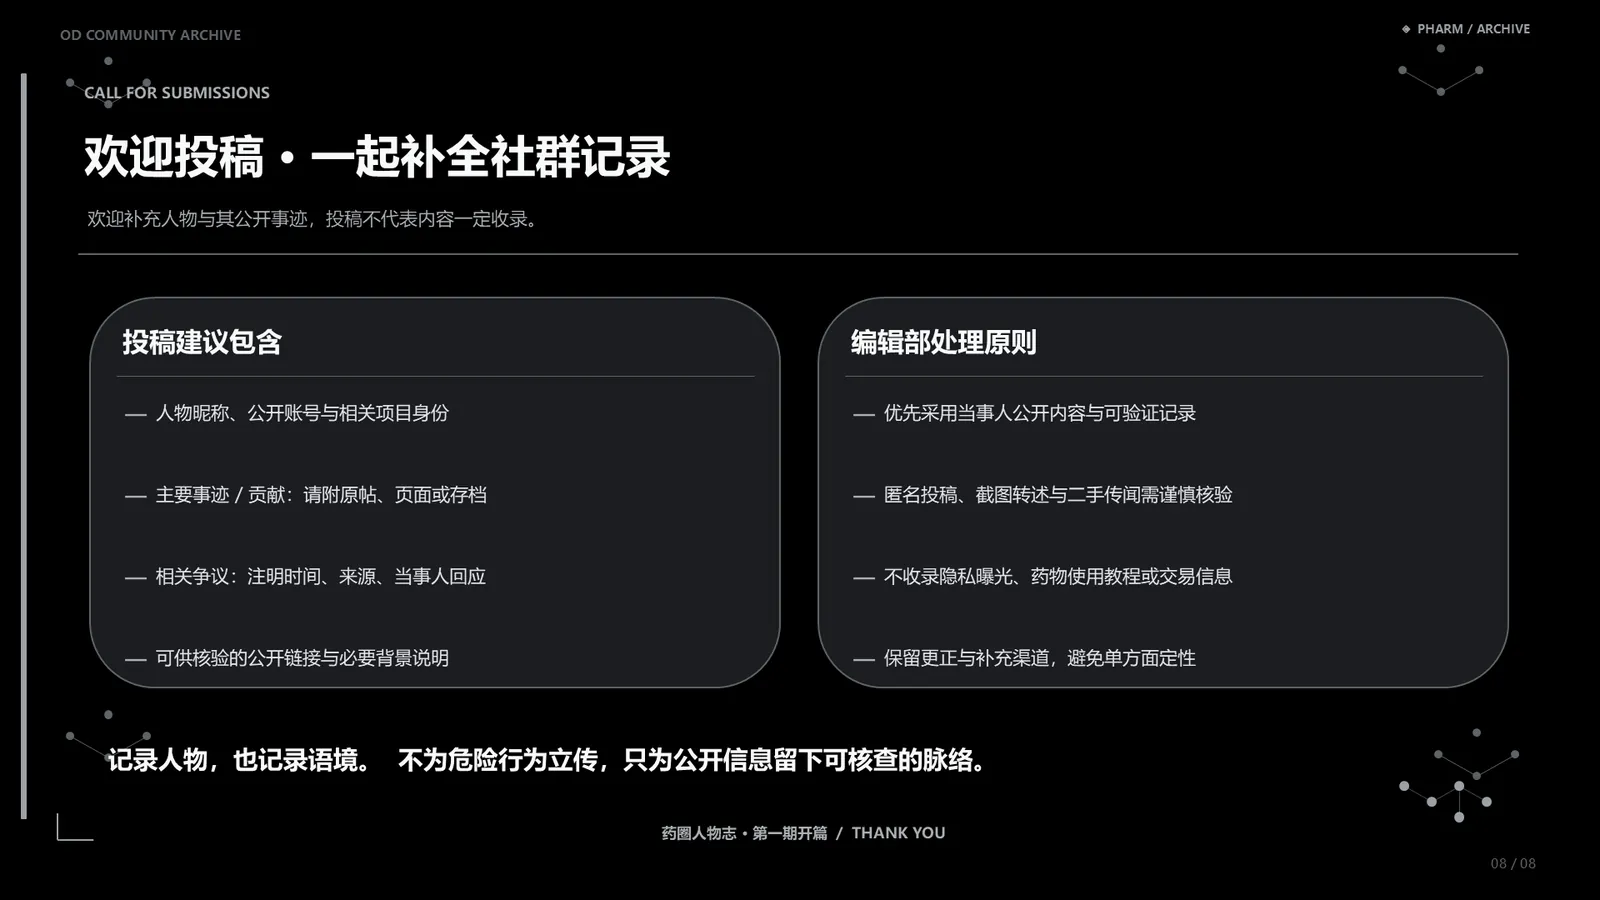 OD COMMUNITY ARCHIVE
◈ PHARM / ARCHIVE
CALL FOR SUBMISSIONS
欢迎投稿·一起补全社群记录
欢迎补充人物与其公开事迹，投稿不代表内容一定收录。
投稿建议包含
— 人物昵称、公开账号与相关项目身份
— 主要事迹 / 贡献：请附原帖、页面或存档
— 相关争议：注明时间、来源、当事人回应
— 可供核验的公开链接与必要背景说明
编辑部处理原则
— 优先采用当事人公开内容与可验证记录
— 匿名投稿、截图转述与二手传闻需谨慎核验
— 不收录隐私曝光、药物使用教程或交易信息
— 保留更正与补充渠道，避免单方面定性
记录人物，也记录语境。 不为危险行为立传，只为公开信息留下可核查的脉络。
药圈人物志·第一期开篇 / THANK YOU
08 / 08